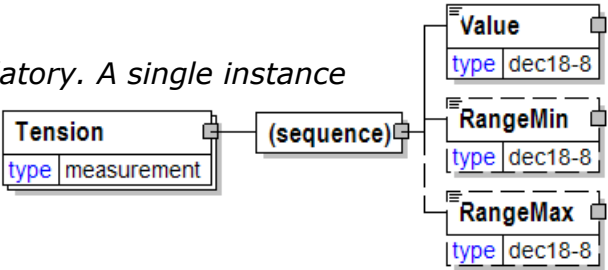 Value
type dec18-8
atory. A single instance
RangeMin
type dec18-8
Tension
type measurement
(sequence)
RangeMax
type dec18-8